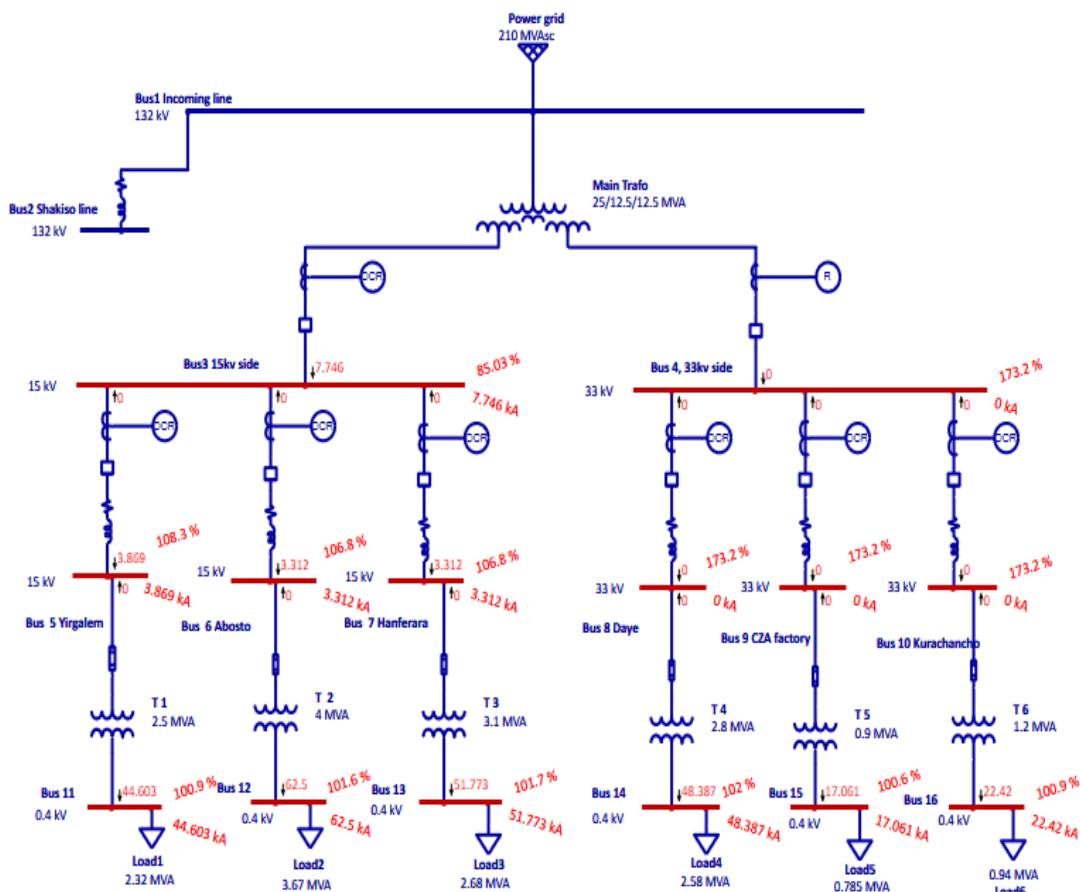 Power grid
210 MVAsc
Bus1 Incoming line
132 kV
Main Trafo
25/12.5/12.5 MVA
Bus2 Shakiso line
132 kV
OCR
R
Bus3 15kv side
7.746
85.03 %
Bus 4, 33kv side
0
173.2 %
15 kV
0
0
0
7.746 kA
33 kV
0
0
0
0 kA
OCR
OCR
OCR
OCR
OCR
OCR
108.3 %
106.8 %
106.8 %
173.2 %
173.2 %
173.2 %
3.869
3.312
3.312
0
0
0
15 kV
15 kV
15 kV
33 kV
33 kV
33 kV
0
0
0
0
0
0
3.869 kA
3.312 kA
3.312 kA
0 kA
0 kA
0 kA
Bus 5 Yirgalem
Bus 6 Abosto
Bus 7 Hanferara
Bus 8 Daye
Bus 9 CZA factory
Bus 10 Kurachancho
T 1
2.5 MVA
T 2
4 MVA
T 3
3.1 MVA
T 4
2.8 MVA
T 5
0.9 MVA
T 6
1.2 MVA
Bus 11
44.603
100.9 %
Bus 12
62.5
101.6 %
Bus 13
51.773
101.7 %
Bus 14
48.387
102 %
Bus 15
17.061
100.6 %
Bus 16
22.42
100.9 %
0.4 kV
44.603 kA
0.4 kV
62.5 kA
0.4 kV
51.773 kA
0.4 kV
48.387 kA
0.4 kV
17.061 kA
0.4 kV
22.42 kA
Load1
2.32 MVA
Load2
3.67 MVA
Load3
2.68 MVA
Load4
2.58 MVA
Load5
0.785 MVA
0.94 MVA
Load6